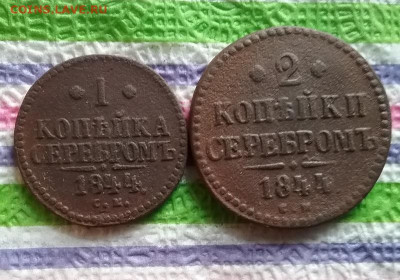 coins.lave.ru
1
КОПѢЙКА
СЕРЕБРОМЪ
1844
С.М.
2
КОПѢЙКИ
СЕРЕБРОМЪ
1844